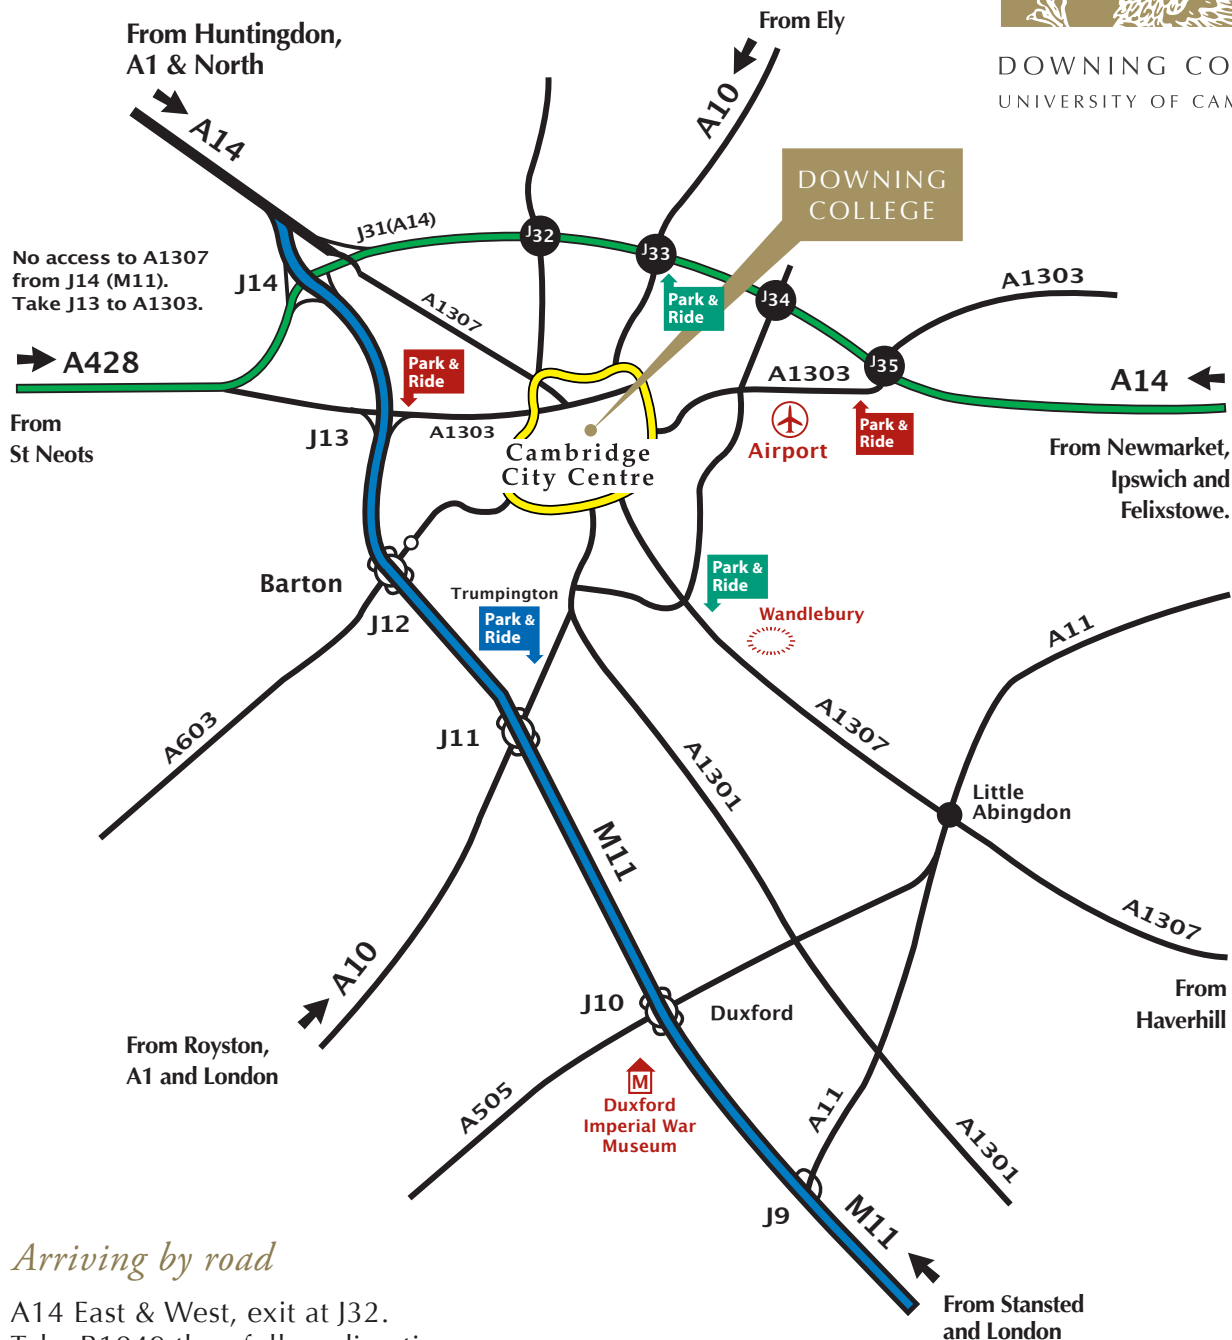 From Huntingdon,
A1 & North
From Ely
DOWNING
UNIVERSITY OF
A14
A10
DOWNING
COLLEGE
J31(A14)
J32
J33
J34
J35
No access to A1307
from J14 (M11).
Take J13 to A1303.
J14
A1307
Park &
Ride
A1303
A428
Park &
Ride
A1303
A14
From
St Neots
J13
A1303
Airport
Park &
Ride
Cambridge
City Centre
From Newmarket,
Ipswich and
Felixstowe.
Barton
J12
Trumpington
Park &
Ride
Park &
Ride
Wandlebury
A11
A603
J11
A1307
A1301
Little
Abingdon
M11
A1307
A10
J10
Duxford
From
Haverhill
From Royston,
A1 and London
M
Duxford
Imperial War
Museum
A505
A11
A1301
J9
M11
From Stansted
and London
Arriving by road
A14 East & West, exit at J32.